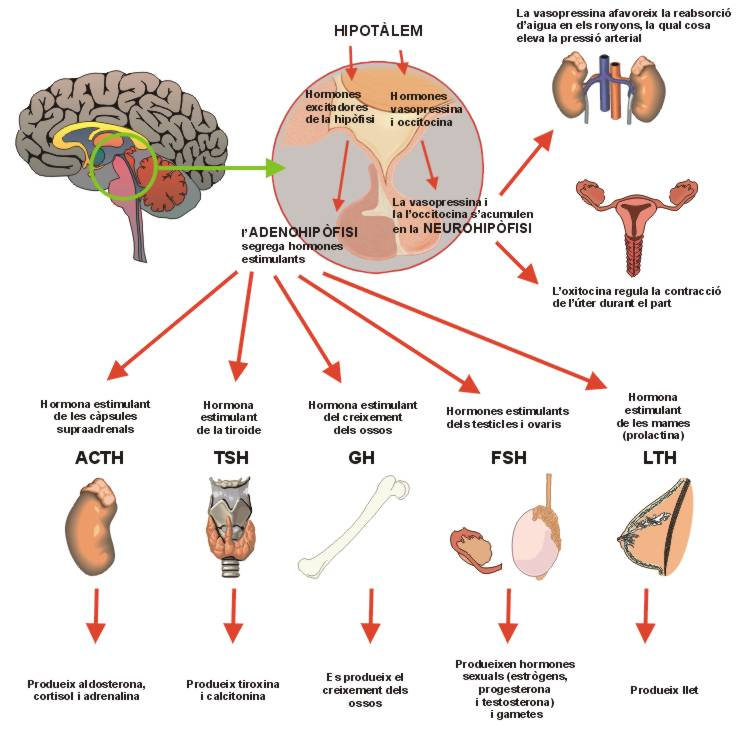 HIPOTÀLEM
La vasopressina afavoreix la reabsorció
d'aigua en els ronyons, la qual cosa
eleva la pressió arterial
Hormones
excitadores
de la hipòfisi
Hormones
vasopressina
i occitocina
La vasopressina i
la l'occitocina s'acumulen
en la NEUROHIPÒFISI
l'ADENOHIPÒFISI
segrega hormones
estimulants
L'oxitocina regula la contracció
de l'úter durant el part
Hormona estimulant
de les càpsules
supraadrenals
ACTH
Hormona
estimulant
de la tiroide
TSH
Hormona estimulant
del creixement
dels ossos
GH
Hormones estimulants
dels testicles i ovaris
FSH
Hormona
estimulant
de les mames
(prolactina)
LTH
Produeix aldosterona,
cortisol i adrenalina
Produeix tiroxina
i calcitonina
Es produeix el
creixement dels
ossos
Produeixen hormones
sexuals (estrògens,
progesterona
i testosterona)
i gametes
Produeix llet